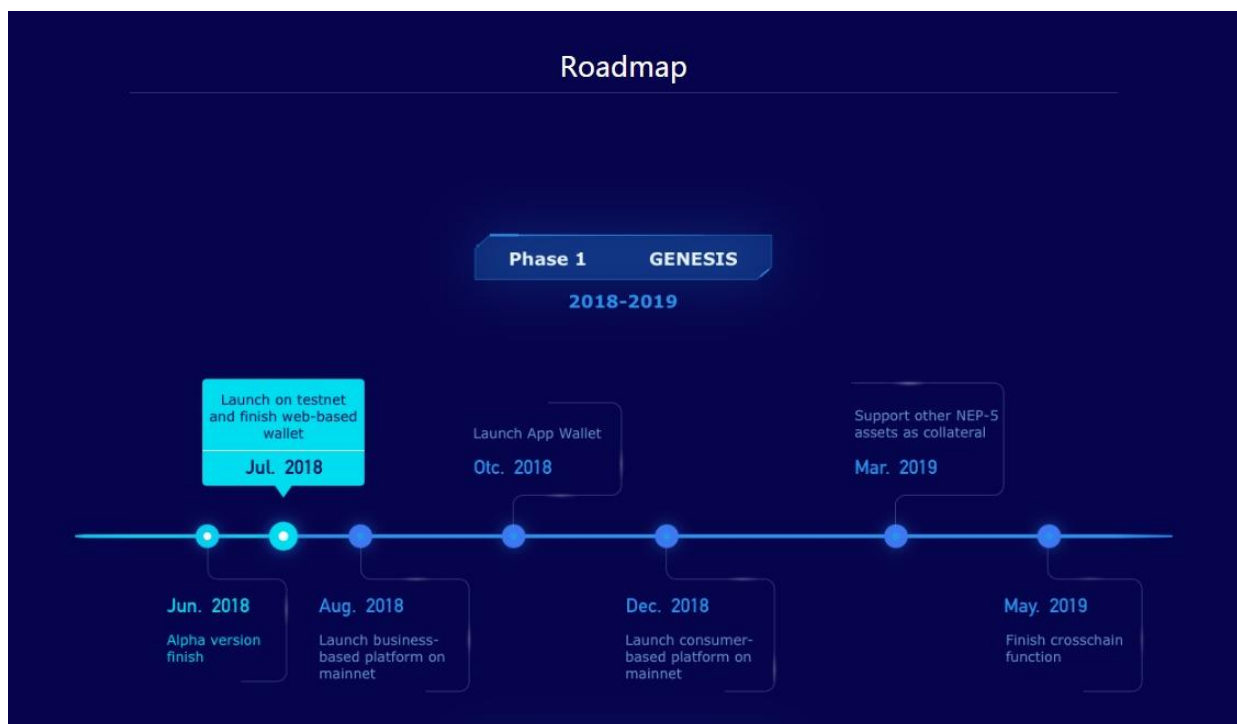 Roadmap
Phase 1 GENESIS
2018-2019
Launch on testnet
and finish web-based
wallet
Jul. 2018
Launch App Wallet
Otc. 2018
Support other NEP-5
assets as collateral
Mar. 2019
Jun. 2018
Alpha version
finish
Aug. 2018
Launch business-
based platform on
mainnet
Dec. 2018
Launch consumer-
based platform on
mainnet
May. 2019
Finish crosschain
function